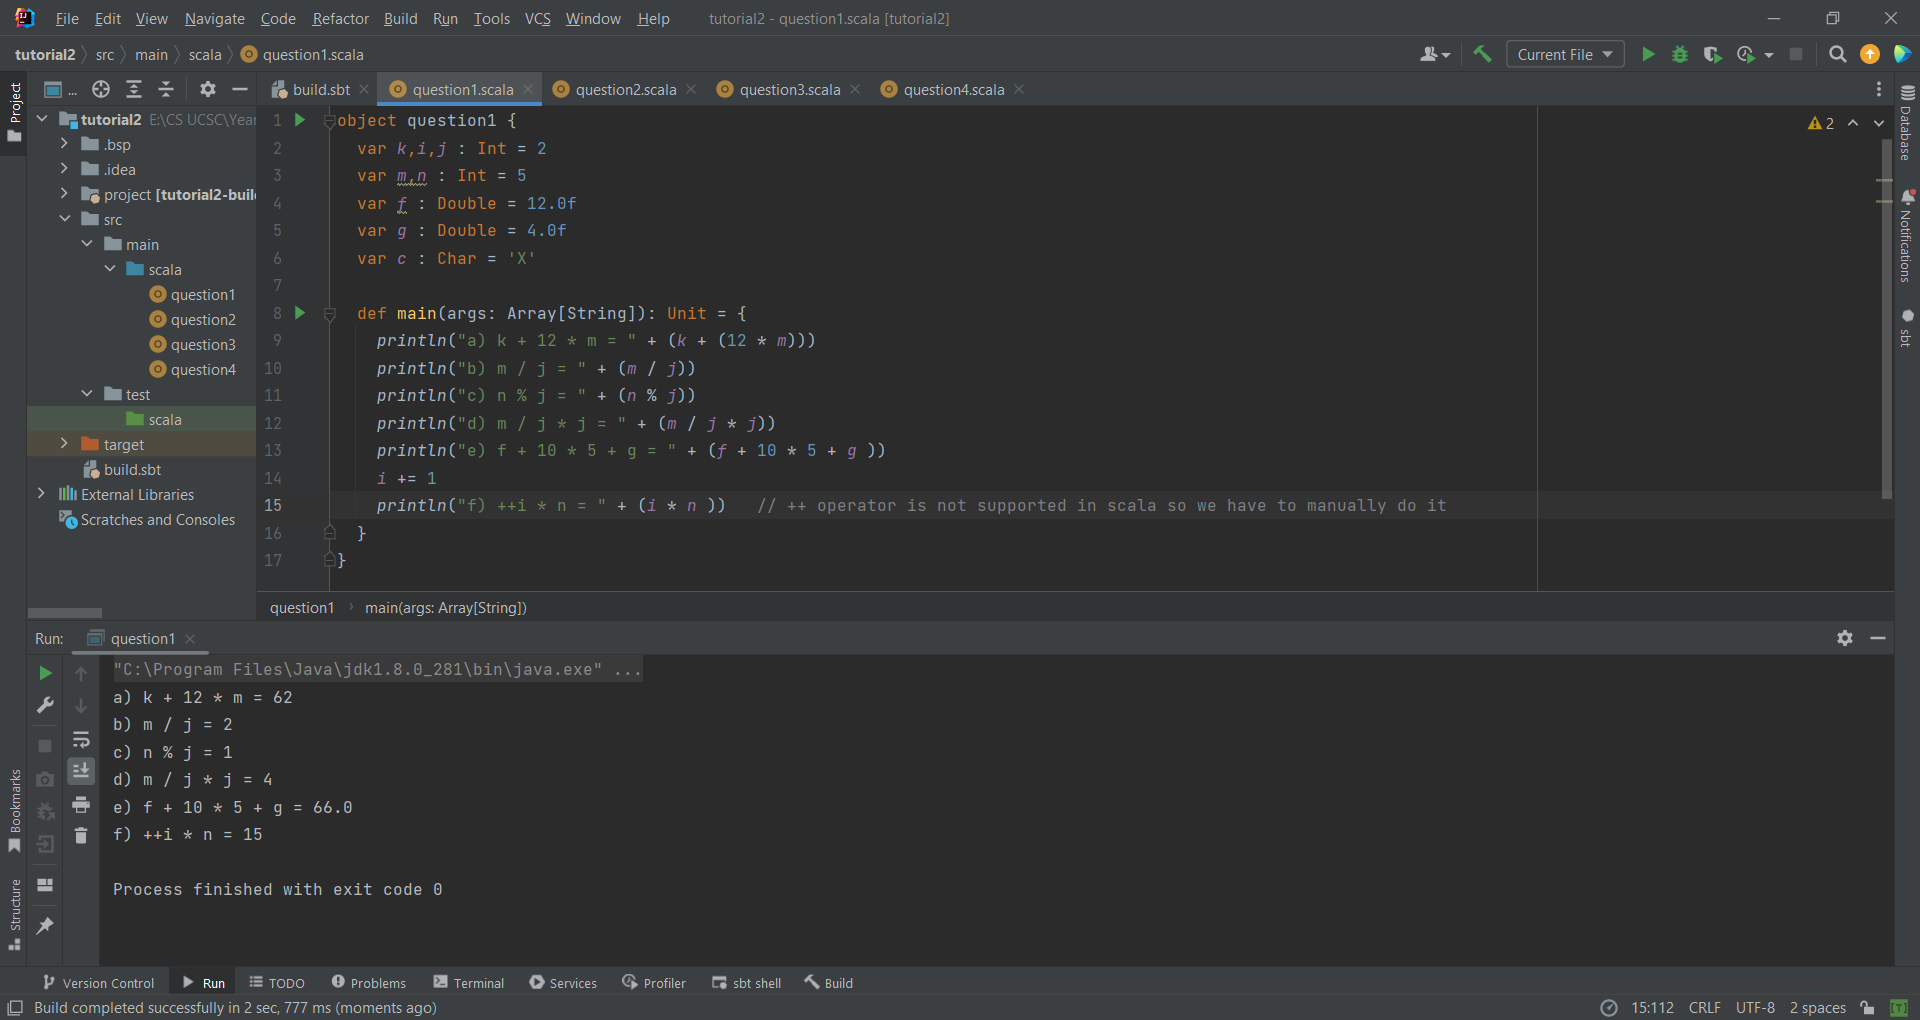 File Edit View Navigate Code Refactor Build Run Tools VCS Window Help tutorial2 - question1.scala [tutorial2]
tutorial2 src main scala question1.scala Current File
Project ... build.sbt question1.scala question2.scala question3.scala question4.scala
tutorial2 E:\CS UCSC\Year
.bsp
.idea
project [tutorial2-build
src
main
scala
question1
question2
question3
question4
test
scala
target
build.sbt
External Libraries
Scratches and Consoles
1 object question1 {
2 var k,i,j : Int = 2
3 var m,n : Int = 5
4 var f : Double = 12.0f
5 var g : Double = 4.0f
6 var c : Char = 'X'
7
8 def main(args: Array[String]): Unit = {
9 println("a) k + 12 * m = " + (k + (12 * m)))
10 println("b) m / j = " + (m / j))
11 println("c) n % j = " + (n % j))
12 println("d) m / j * j = " + (m / j * j))
13 println("e) f + 10 * 5 + g = " + (f + 10 * 5 + g ))
14 i += 1
15 println("f) ++i * n = " + (i * n )) // ++ operator is not supported in scala so we have to manually do it
16 }
17 }
2
Database
Notifications
sbt
question1 main(args: Array[String])
Run: question1
"C:\Program Files\Java\jdk1.8.0_281\bin\java.exe" ...
a) k + 12 * m = 62
b) m / j = 2
c) n % j = 1
d) m / j * j = 4
e) f + 10 * 5 + g = 66.0
f) ++i * n = 15
Process finished with exit code 0
Bookmarks
Structure
Version Control Run TODO Problems Terminal Services Profiler sbt shell Build
Build completed successfully in 2 sec, 777 ms (moments ago) 15:112 CRLF UTF-8 2 spaces [T]